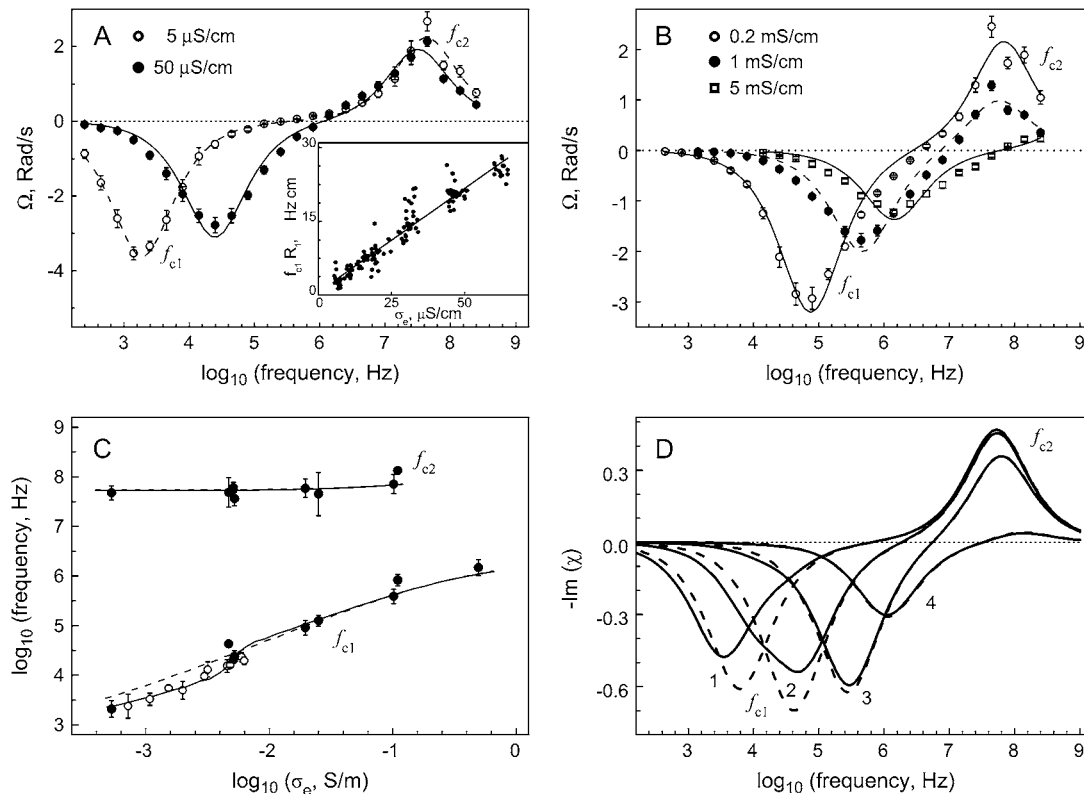 A
5 μS/cm
50 μS/cm
f_c2
f_c1
Ω, Rad/s
2
1
0
-1
-2
-3
-4
3 4 5 6 7 8 9
log₁₀ (frequency, Hz)
30
15
0
f_c1 R_n, Hz cm
0 25 50
σ_e, μS/cm
B
0.2 mS/cm
1 mS/cm
5 mS/cm
f_c2
f_c1
Ω, Rad/s
2
1
0
-1
-2
-3
3 4 5 6 7 8 9
log₁₀ (frequency, Hz)
C
f_c2
f_c1
log₁₀ (frequency, Hz)
9
8
7
6
5
4
3
-3 -2 -1 0
log₁₀ (σ_e, S/m)
D
f_c2
f_c1
1 2 3 4
-Im (χ)
0.3
0.0
-0.3
-0.6
3 4 5 6 7 8 9
log₁₀ (frequency, Hz)